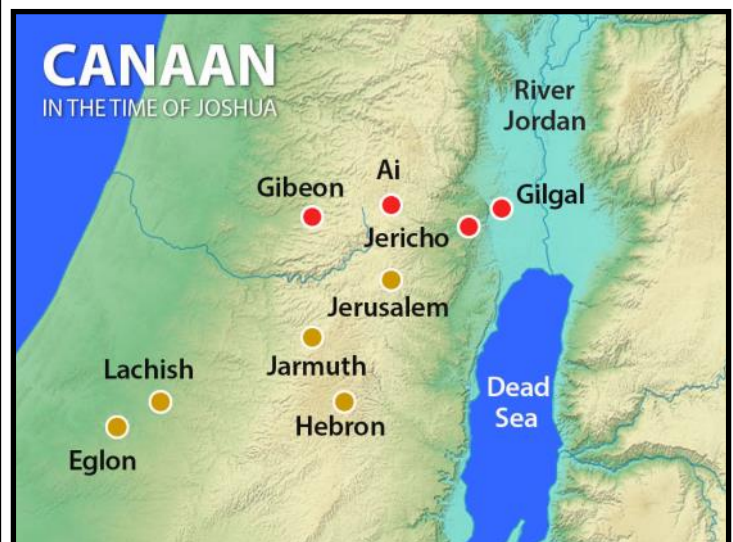 CANAAN
IN THE TIME OF JOSHUA
River
Jordan
Ai
Gibeon
Gilgal
Jericho
Jerusalem
Jarmuth
Lachish
Dead
Sea
Hebron
Eglon